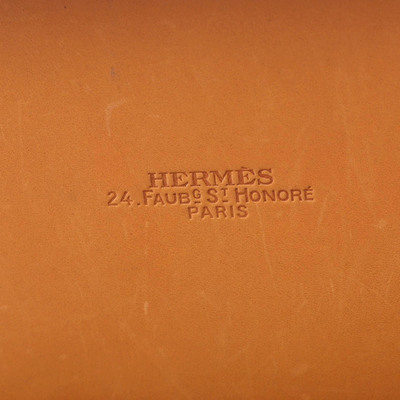 HERMÈS
24.FAUBG ST HONORÉ
PARIS